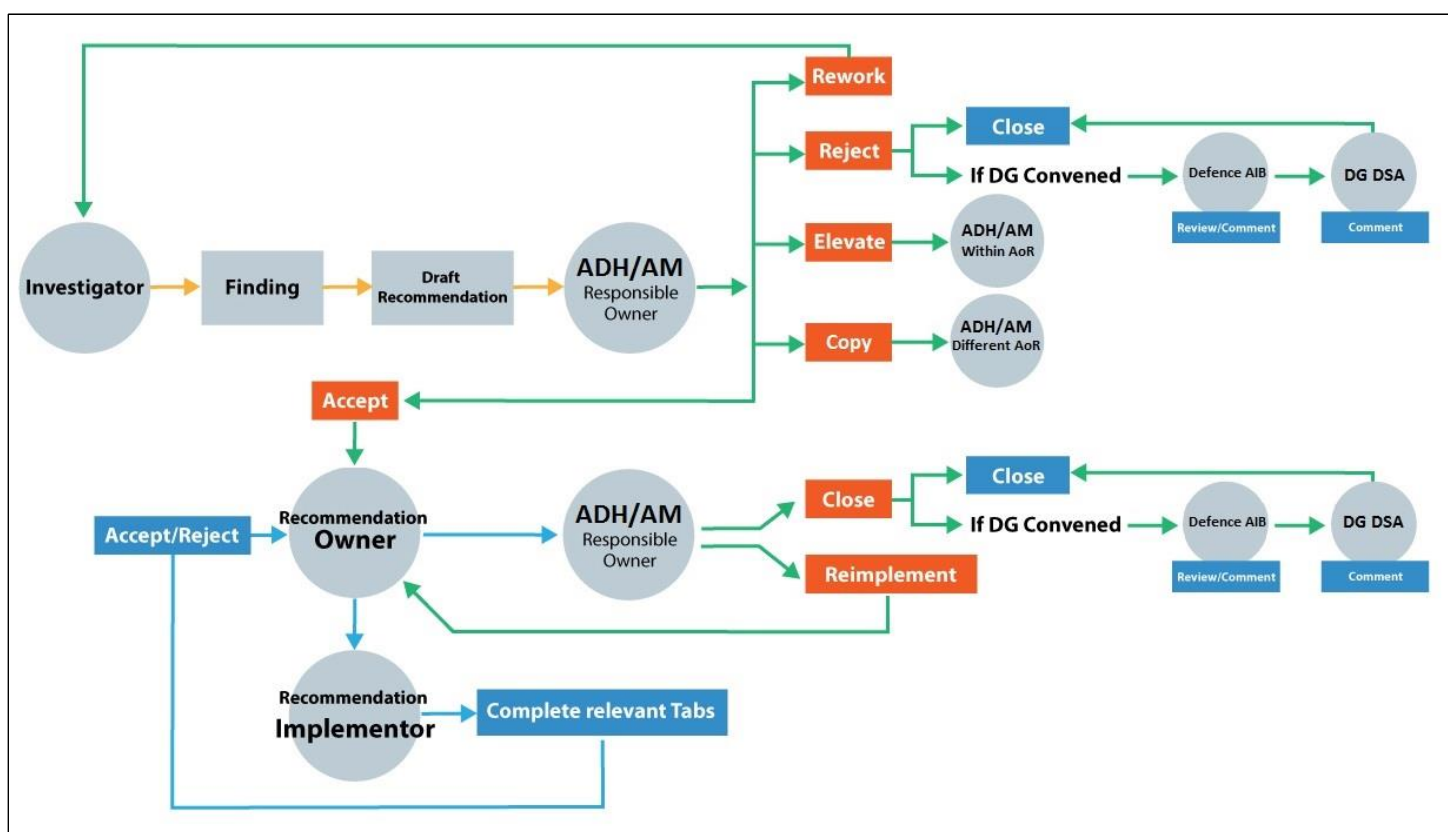 Rework
Reject
Close
If DG Convened
Defence AIB
Review/Comment
DG DSA
Comment
Elevate
ADH/AM
Within AoR
Investigator
Finding
Draft
Recommendation
ADH/AM
Responsible
Owner
Copy
ADH/AM
Different AoR
Accept
Accept/Reject
Recommendation
Owner
ADH/AM
Responsible
Owner
Close
Close
If DG Convened
Defence AIB
Review/Comment
DG DSA
Comment
Reimplement
Recommendation
Implementor
Complete relevant Tabs